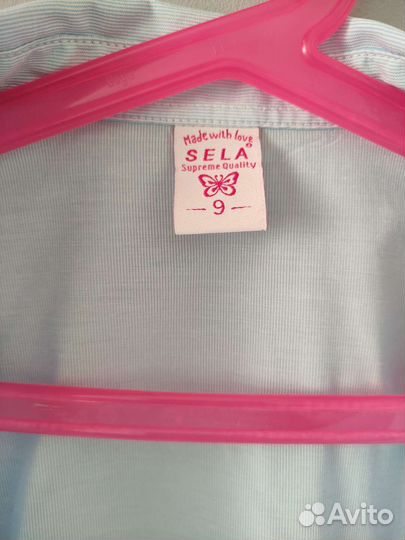 Made with love
SELA
Supreme Quality
- 9 -
Avito